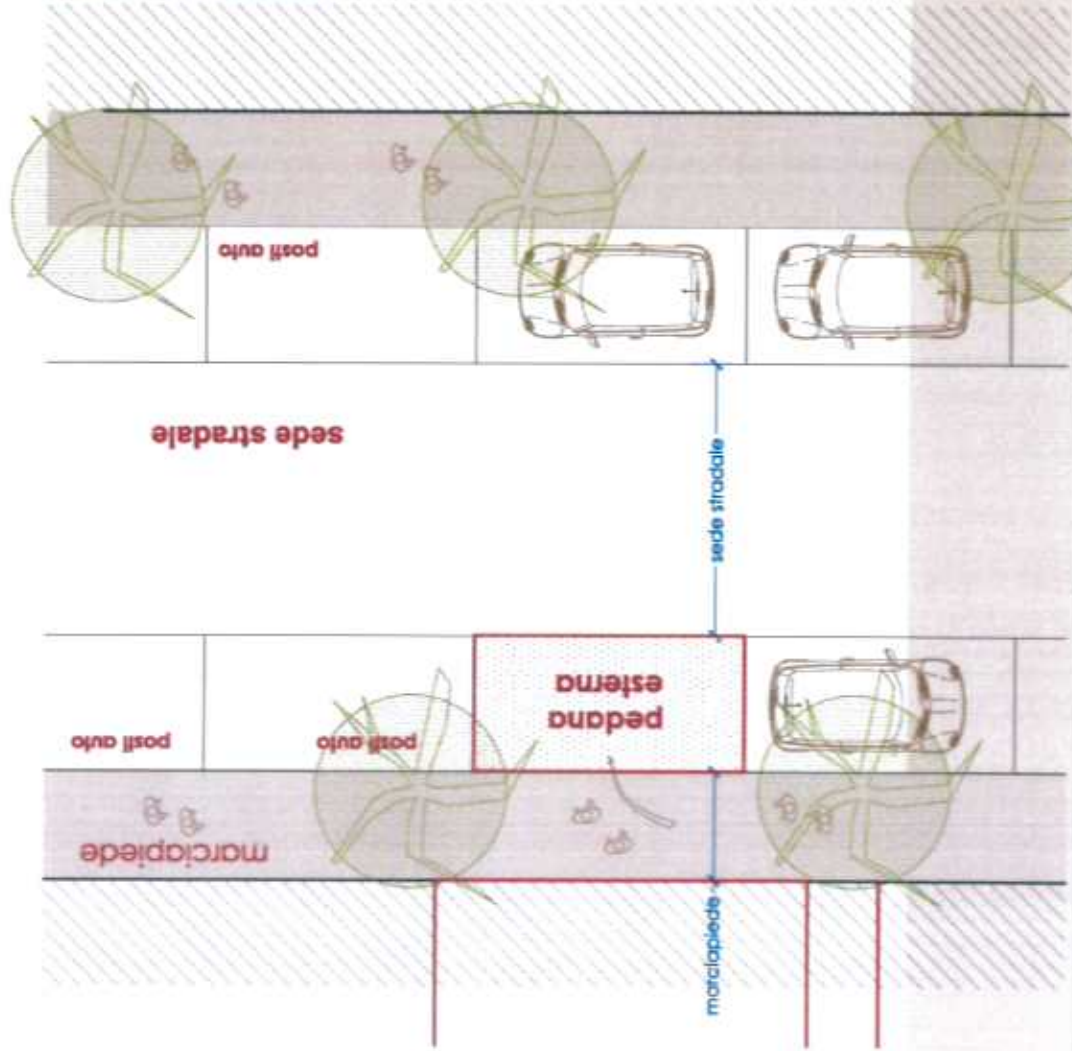 marciapiede
marciapiede
posti auto
posti auto
pedana
esterna
sede stradale
sede stradale
posti auto